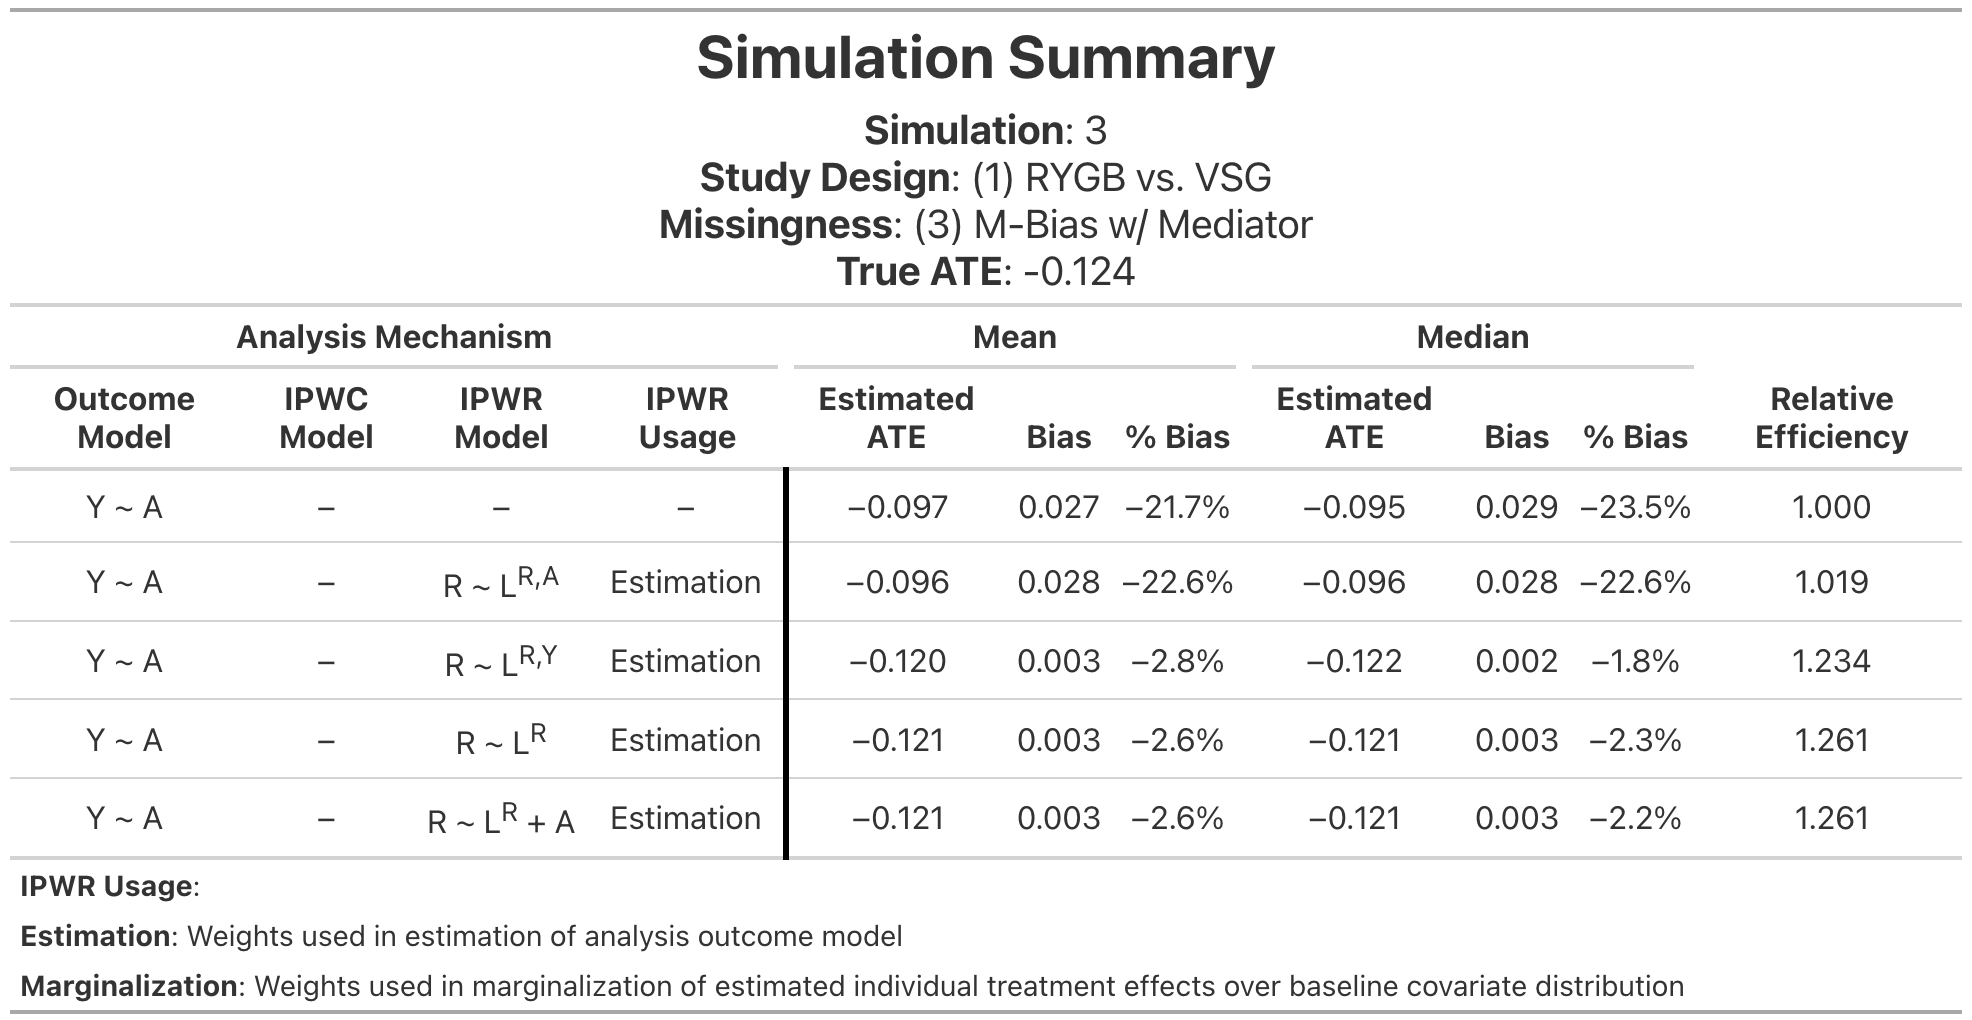 Simulation Summary
Simulation: 3
Study Design: (1) RYGB vs. VSG
Missingness: (3) M-Bias w/ Mediator
True ATE: -0.124
Analysis Mechanism Mean Median
Outcome Model IPWC Model IPWR Model IPWR Usage Estimated ATE Bias % Bias Estimated ATE Bias % Bias Relative Efficiency
Y ~ A – – – −0.097 0.027 −21.7% −0.095 0.029 −23.5% 1.000
Y ~ A – R ~ L^R,A Estimation −0.096 0.028 −22.6% −0.096 0.028 −22.6% 1.019
Y ~ A – R ~ L^R,Y Estimation −0.120 0.003 −2.8% −0.122 0.002 −1.8% 1.234
Y ~ A – R ~ L^R Estimation −0.121 0.003 −2.6% −0.121 0.003 −2.3% 1.261
Y ~ A – R ~ L^R + A Estimation −0.121 0.003 −2.6% −0.121 0.003 −2.2% 1.261
IPWR Usage:
Estimation: Weights used in estimation of analysis outcome model
Marginalization: Weights used in marginalization of estimated individual treatment effects over baseline covariate distribution